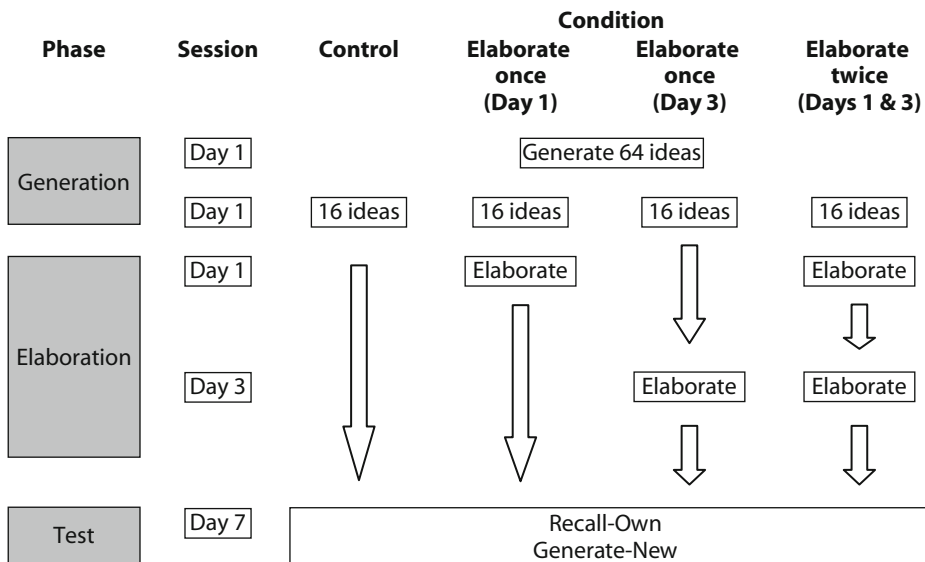 Condition
Phase Session Control Elaborate once (Day 1) Elaborate once (Day 3) Elaborate twice (Days 1 & 3)
Generation
Day 1 Generate 64 ideas
Day 1 16 ideas 16 ideas 16 ideas 16 ideas
Elaboration
Day 1 Elaborate Elaborate
Day 3 Elaborate Elaborate
Test
Day 7 Recall-Own
Generate-New